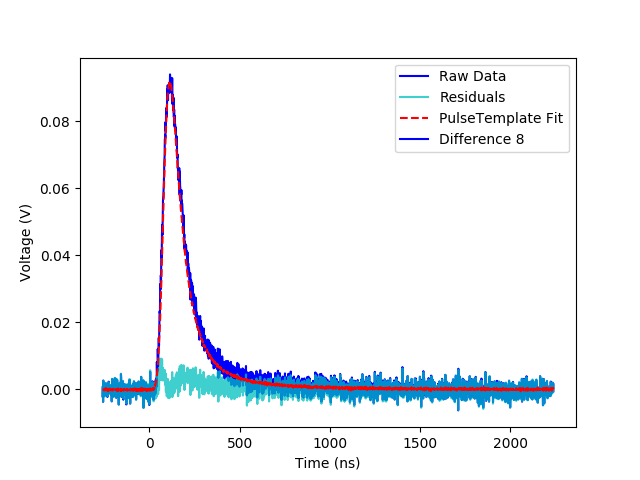 Raw Data
Residuals
PulseTemplate Fit
Difference 8
0.08
0.06
0.04
0.02
0.00
Voltage (V)
0
500
1000
1500
2000
Time (ns)